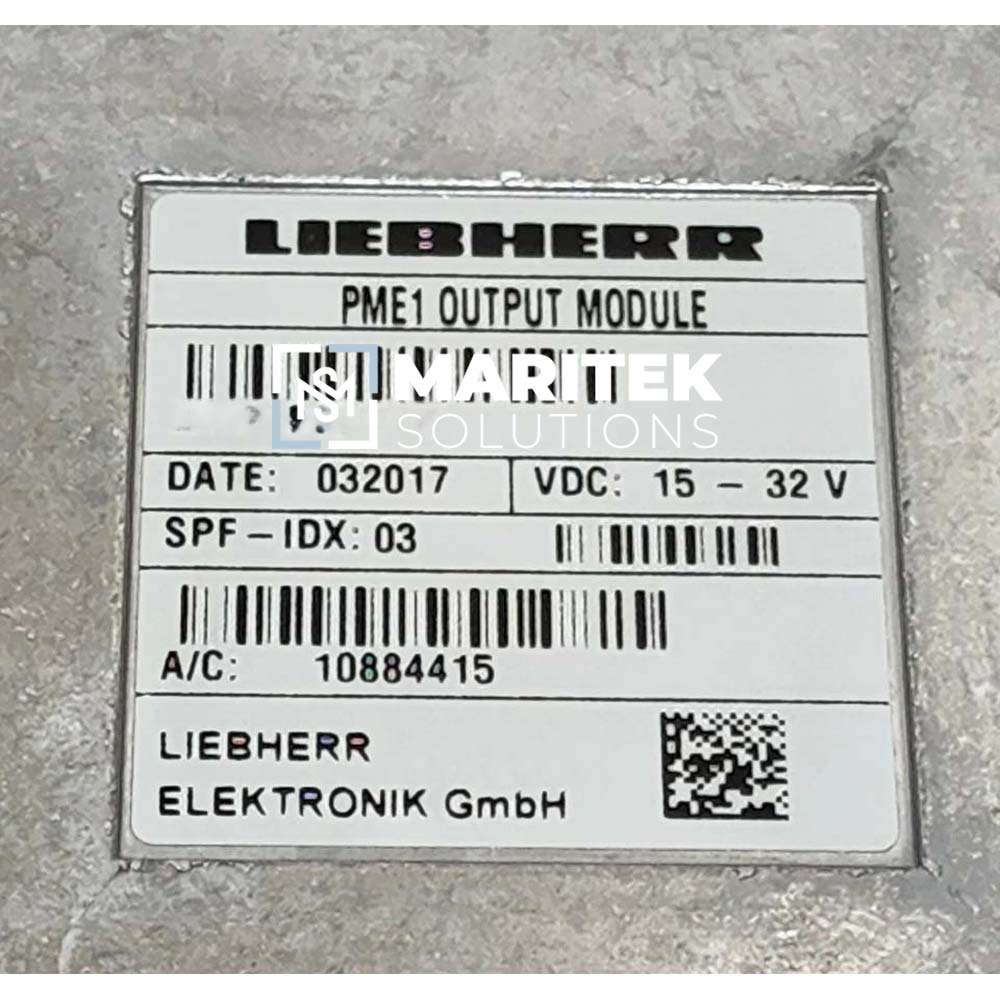 LIEBHERR
PME1 OUTPUT MODULE
MARITEK
SOLUTIONS
DATE: 032017 VDC: 15 - 32 V
SPF-IDX: 03
A/C: 10884415
LIEBHERR
ELEKTRONIK GmbH